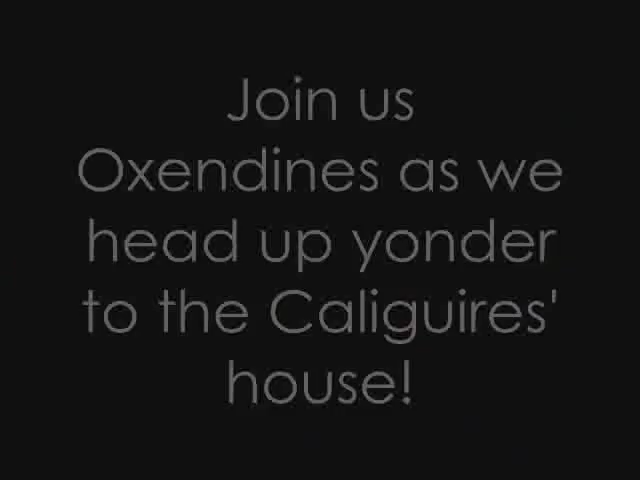 Join us
Oxendines as we
head up yonder
to the Caliguires'
house!